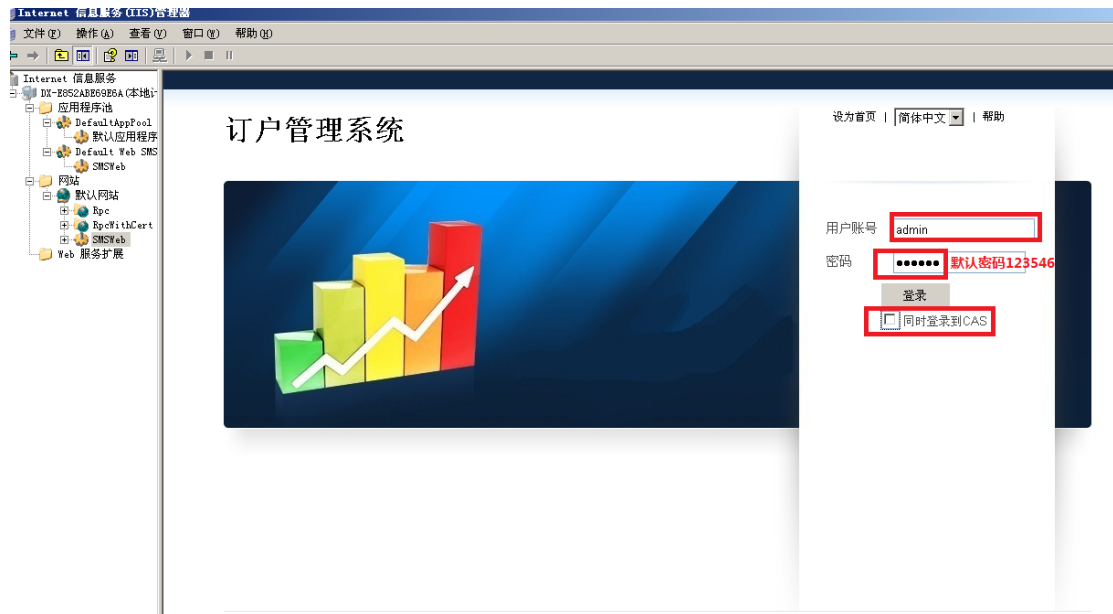 Internet 信息服务(IIS)管理器
文件(F) 操作(A) 查看(V) 窗口(W) 帮助(H)
Internet 信息服务
DX-E852ABE69E6A(本地计
应用程序池
DefaultAppPool
默认应用程序
Default Web SMS
SMSWeb
网站
默认网站
Rpc
RpcWithCert
SMSWeb
Web 服务扩展
设为首页 | 简体中文 | 帮助
订户管理系统
用户账号 admin
密码 ●●●●●● 默认密码123546
登录
同时登录到CAS